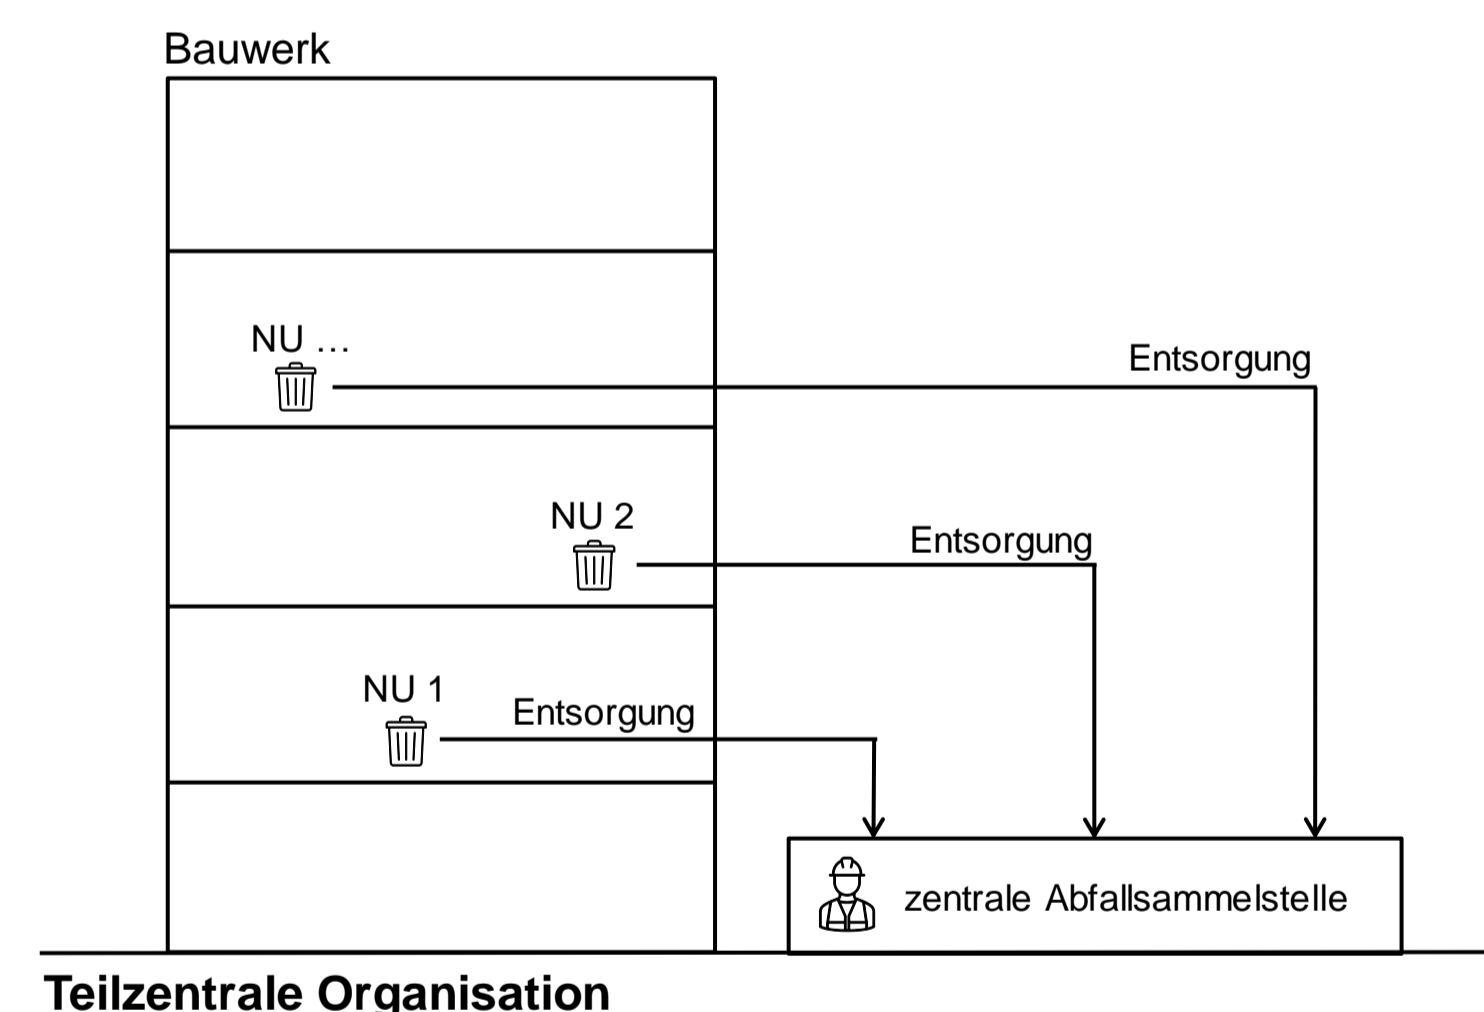 Bauwerk
NU ...
Entsorgung
NU 2
Entsorgung
NU 1
Entsorgung
zentrale Abfallsammelstelle
Teilzentrale Organisation